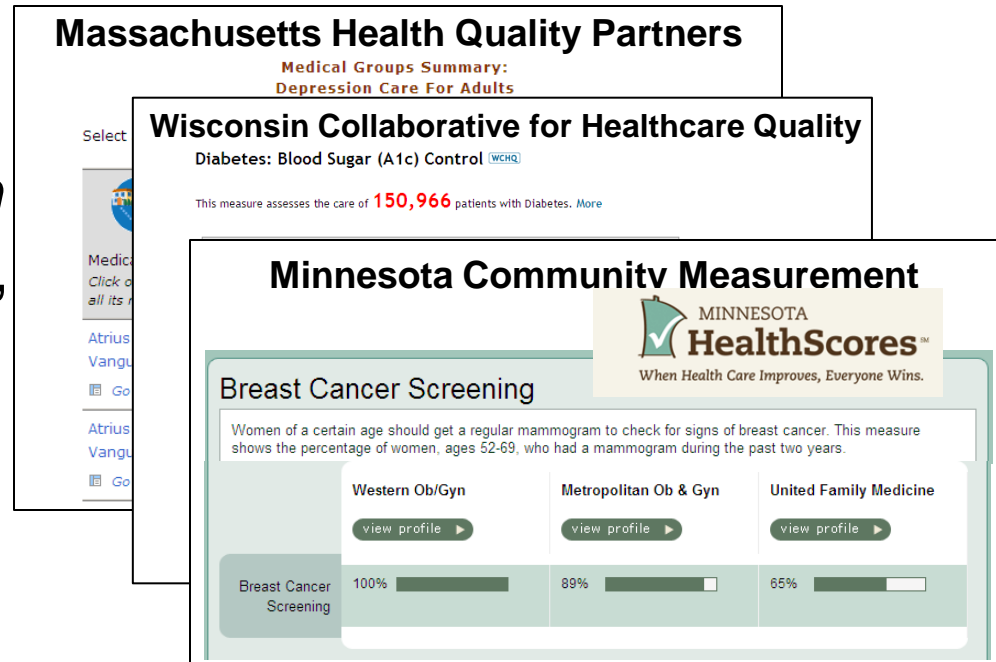 Massachusetts Health Quality Partners
Medical Groups Summary:
Depression Care For Adults
Select
Click
all its
Atrius
Go
Atrius
Go
Wisconsin Collaborative for Healthcare Quality
Diabetes: Blood Sugar (A1c) Control WCHQ
This measure assesses the care of 150,966 patients with Diabetes. More
Minnesota Community Measurement
MINNESOTA
HealthScores SM
When Health Care Improves, Everyone Wins.
Breast Cancer Screening
Women of a certain age should get a regular mammogram to check for signs of breast cancer. This measure
shows the percentage of women, ages 52-69, who had a mammogram during the past two years.
Western Ob/Gyn Metropolitan Ob & Gyn United Family Medicine
view profile view profile view profile
Breast Cancer 100% 89% 65%
Screening